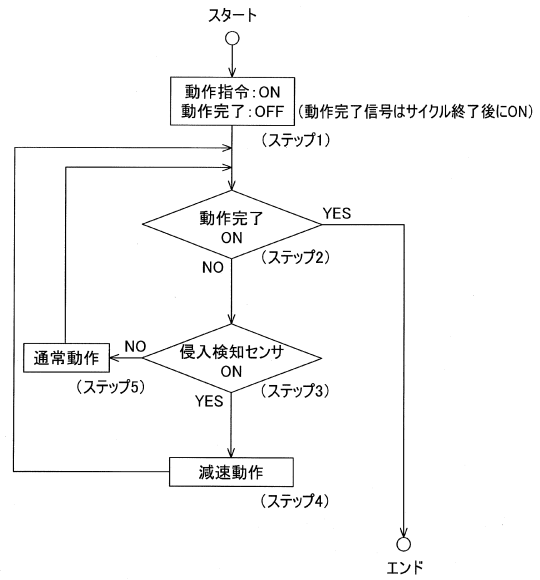 スタート
動作指令：ON
動作完了：OFF
(動作完了信号はサイクル終了後にON)
(ステップ1)
動作完了
ON
YES
(ステップ2)
NO
侵入検知センサ
ON
NO
通常動作
(ステップ5)
(ステップ3)
YES
減速動作
(ステップ4)
エンド